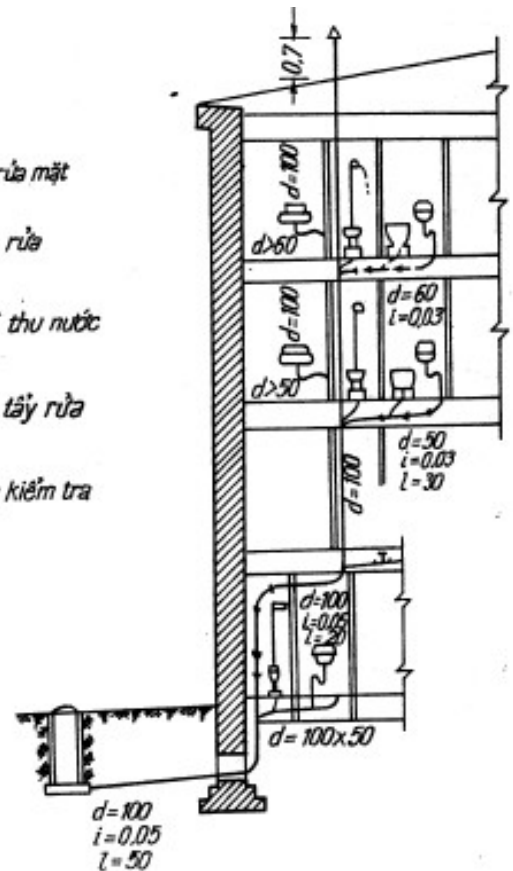 0,7
rửa mặt
d=100
rửa
d>60
thu nước
d=100
d=60
i=0,03
d>50
tẩy rửa
d=50
i=0,03
l=30
kiểm tra
d=100
d=100
i=0,05
l=20
d=100x50
d=100
i=0,05
l=50